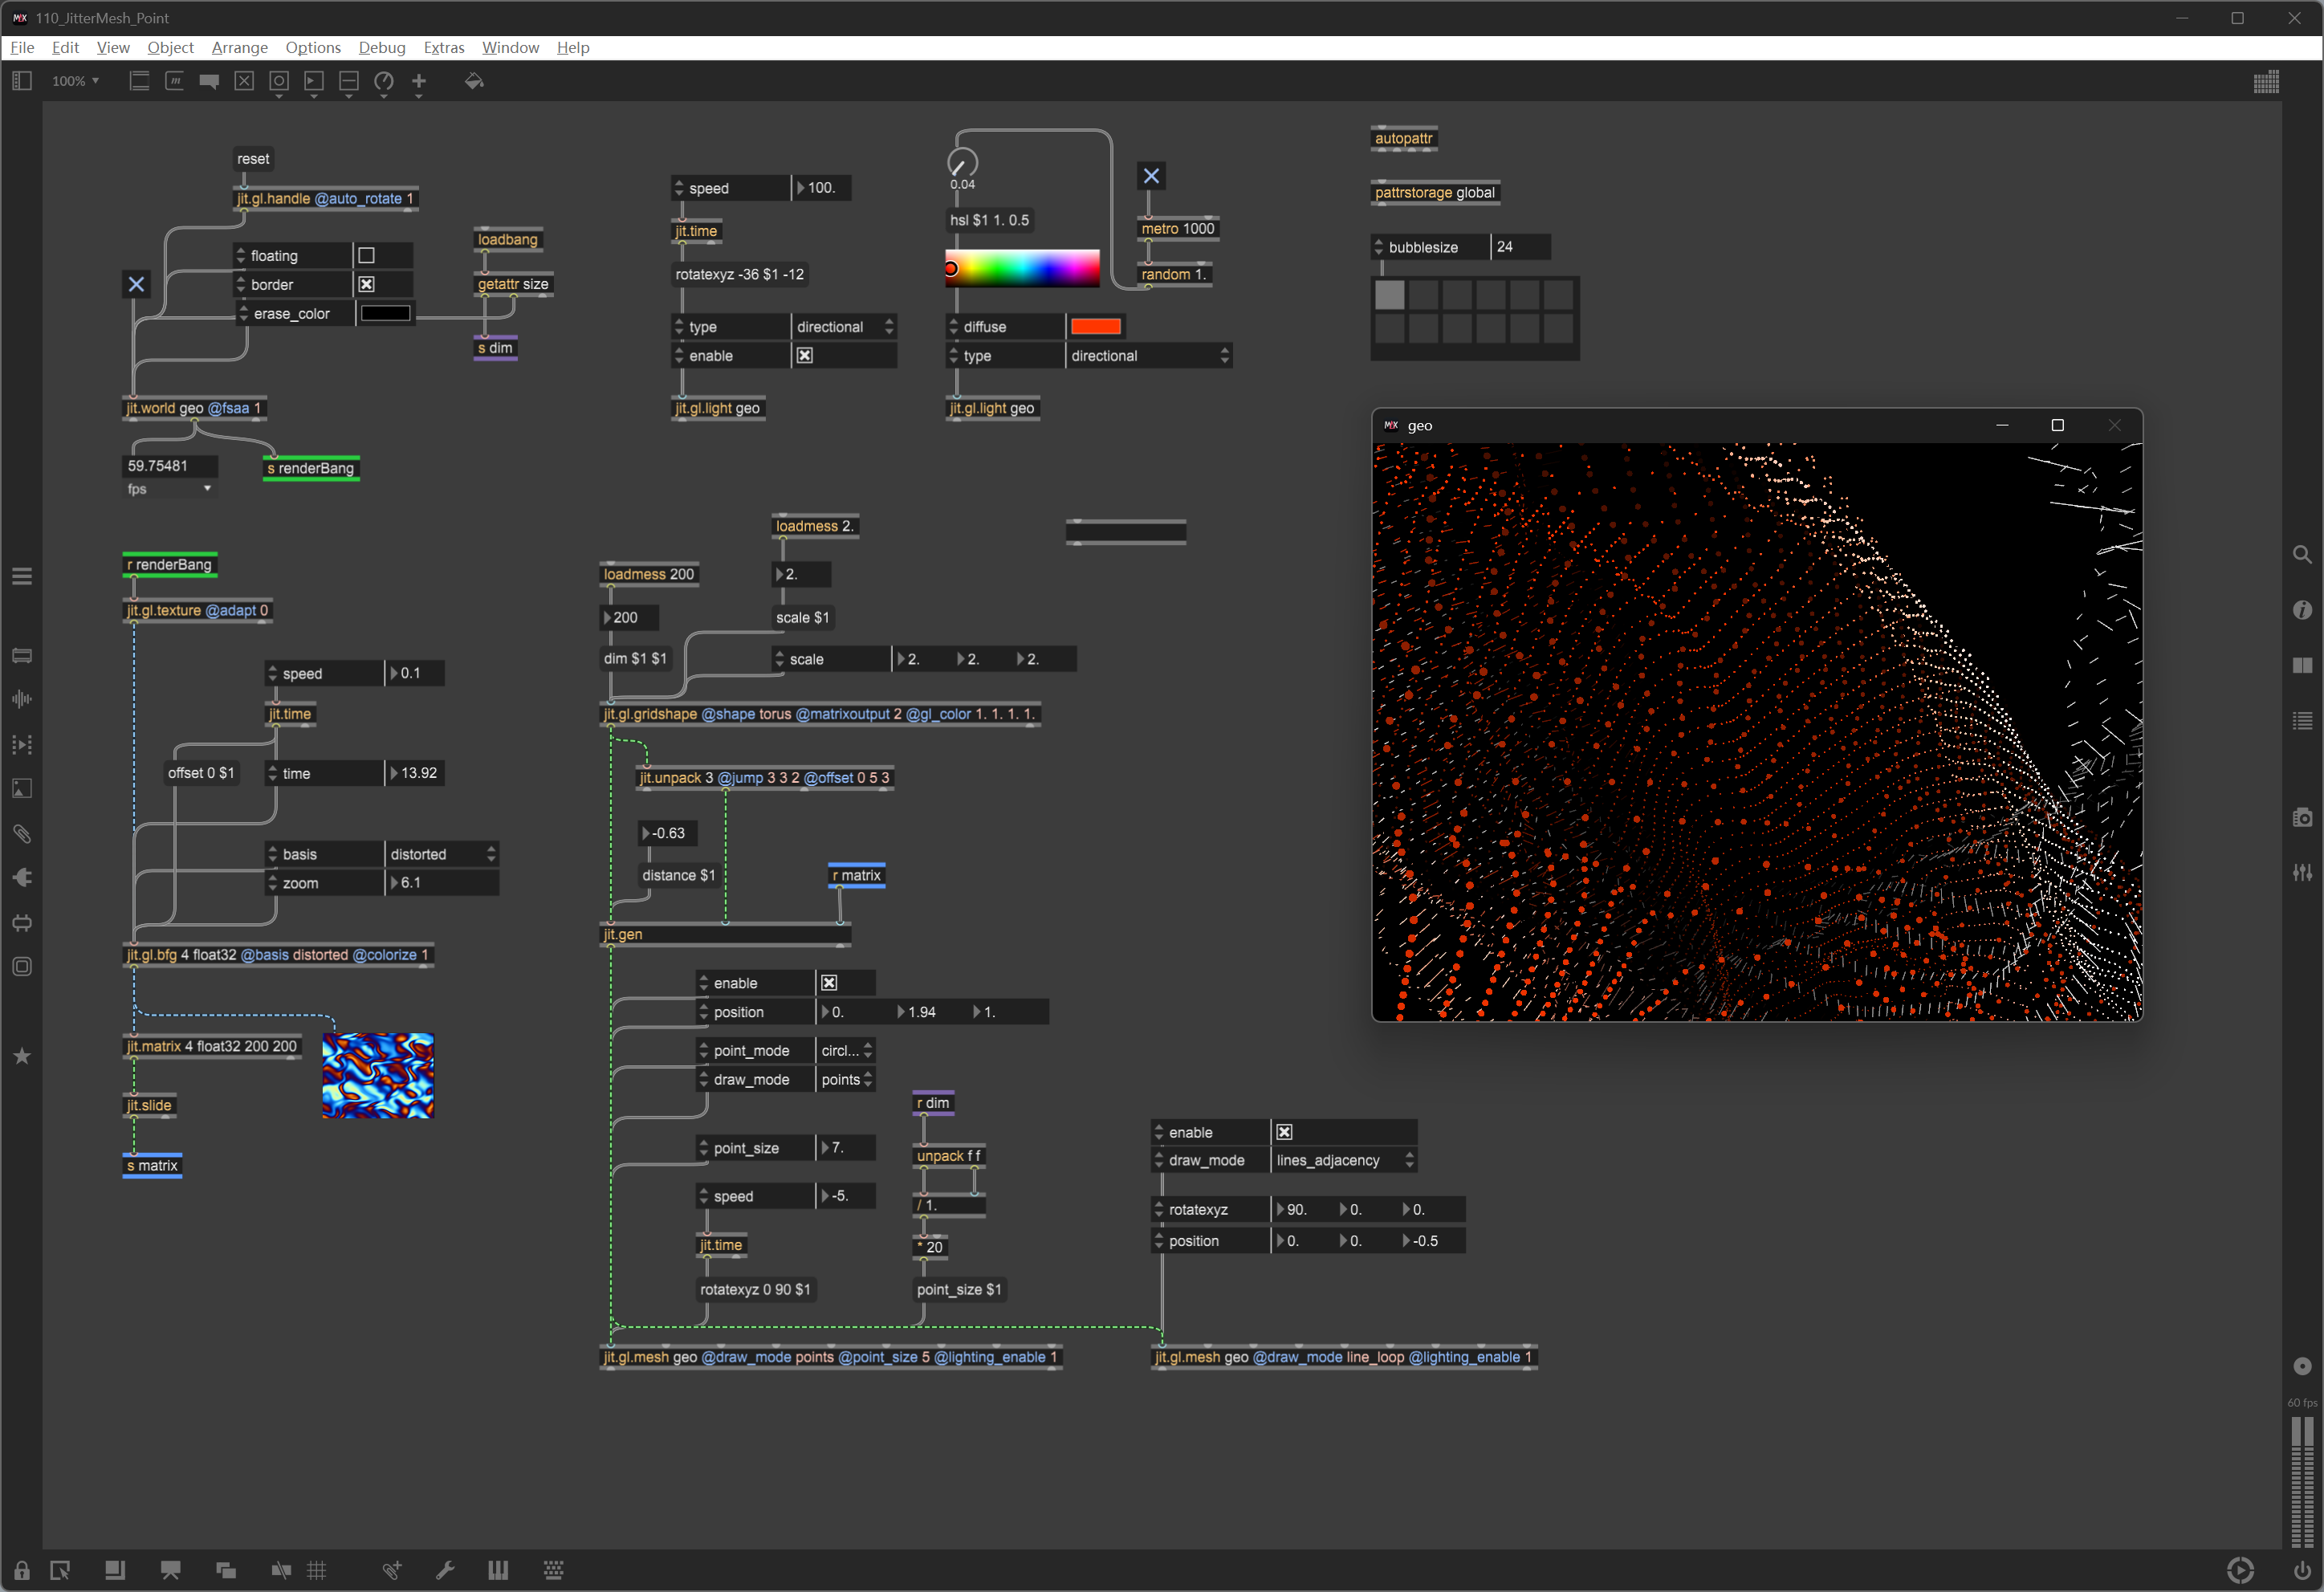 110_JitterMesh_Point
File Edit View Object Arrange Options Debug Extras Window Help
100%
reset
jit.gl.handle @auto_rotate 1
floating
border
erase_color
loadbang
getattr size
s dim
jit.world geo @fsaa 1
59.75481
fps
s renderBang
speed 100.
jit.time
rotatexyz -36 $1 -12
type directional
enable
jit.gl.light geo
0.04
hsl $1 1. 0.5
metro 1000
random 1.
diffuse
type directional
jit.gl.light geo
autopattr
pattrstorage global
bubblesize 24
geo
r renderBang
jit.gl.texture @adapt 0
speed 0.1
jit.time
offset 0 $1
time 13.92
basis distorted
zoom 6.1
jit.gl.bfg 4 float32 @basis distorted @colorize 1
jit.matrix 4 float32 200 200
jit.slide
s matrix
loadmess 2.
loadmess 200
2.
200
scale $1
dim $1 $1
scale 2. 2. 2.
jit.gl.gridshape @shape torus @matrixoutput 2 @gl_color 1. 1. 1. 1.
jit.unpack 3 @jump 3 3 2 @offset 0 5 3
-0.63
distance $1
r matrix
jit.gen
enable
position 0. 1.94 1.
point_mode circl...
draw_mode points
point_size 7.
speed -5.
jit.time
rotatexyz 0 90 $1
r dim
unpack f f
/ 1.
* 20
point_size $1
jit.gl.mesh geo @draw_mode points @point_size 5 @lighting_enable 1
enable
draw_mode lines_adjacency
rotatexyz 90. 0. 0.
position 0. 0. -0.5
jit.gl.mesh geo @draw_mode line_loop @lighting_enable 1
60 fps